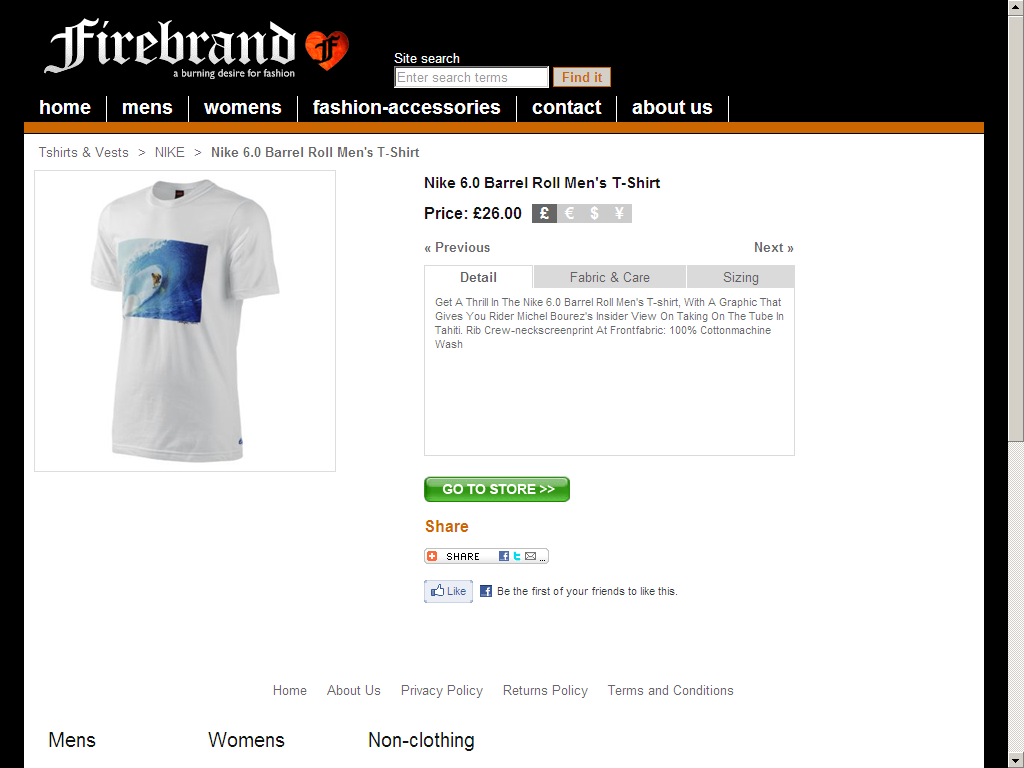 Firebrand
a burning desire for fashion
Site search
Enter search terms Find it
home mens womens fashion-accessories contact about us
Tshirts & Vests > NIKE > Nike 6.0 Barrel Roll Men's T-Shirt
Nike 6.0 Barrel Roll Men's T-Shirt
Price: £26.00 £ € $ ¥
« Previous Next »
Detail Fabric & Care Sizing
Get A Thrill In The Nike 6.0 Barrel Roll Men's T-shirt, With A Graphic That
Gives You Rider Michel Bourez's Insider View On Taking On The Tube In
Tahiti. Rib Crew-neckscreenprint At Frontfabric: 100% Cottonmachine
Wash
GO TO STORE >>
Share
SHARE ...
Like Be the first of your friends to like this.
Home About Us Privacy Policy Returns Policy Terms and Conditions
Mens Womens Non-clothing